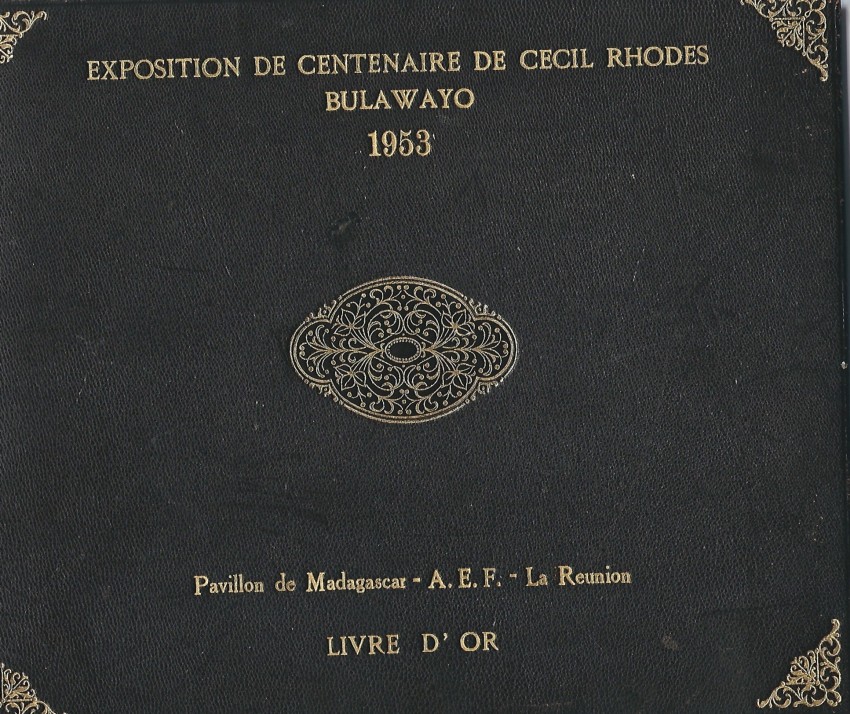 EXPOSITION DE CENTENAIRE DE CECIL RHODES
BULAWAYO
1953
Pavillon de Madagascar - A. E. F. - La Reunion
LIVRE D' OR